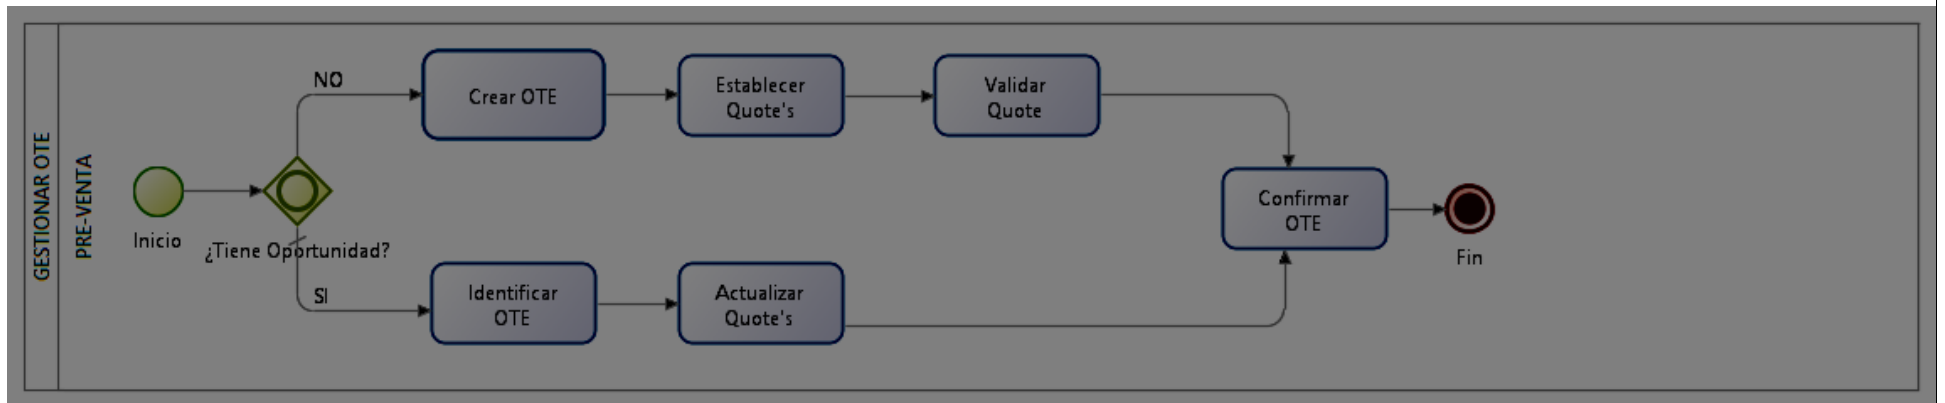 GESTIONAR OTE
PRE-VENTA
Inicio
¿Tiene Oportunidad?
NO
Crear OTE
Establecer
Quote's
Validar
Quote
SI
Identificar
OTE
Actualizar
Quote's
Confirmar
OTE
Fin